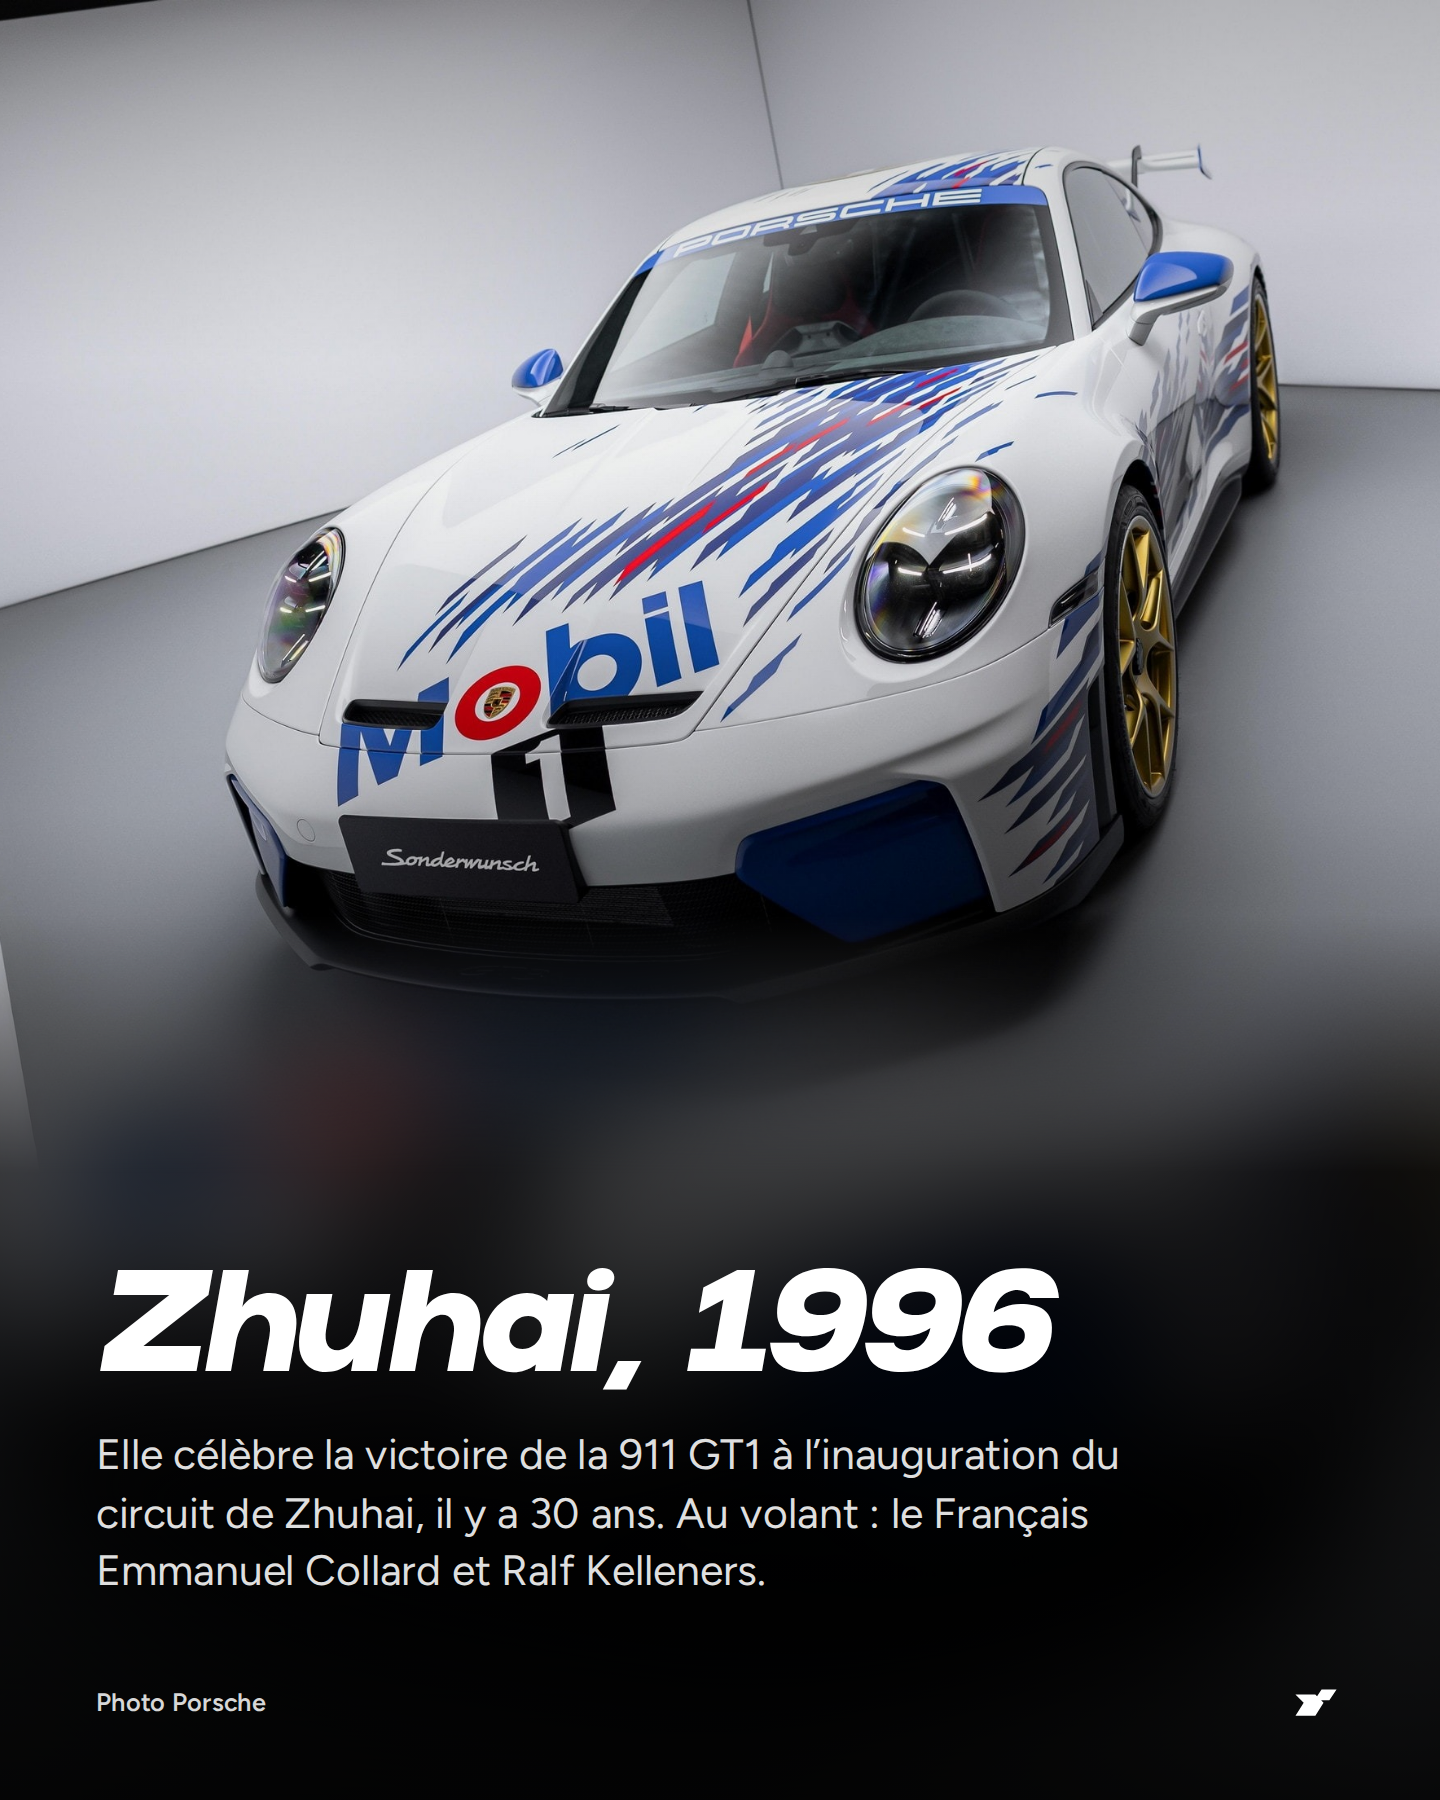 PORSCHE
Mobil
1
Sonderwunsch
Zhuhai, 1996
Elle célèbre la victoire de la 911 GT1 à l’inauguration du
circuit de Zhuhai, il y a 30 ans. Au volant : le Français
Emmanuel Collard et Ralf Kelleners.
Photo Porsche